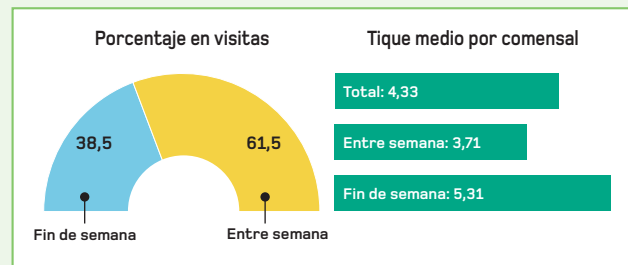 Porcentaje en visitas
38,5
61,5
Fin de semana
Entre semana
Tique medio por comensal
Total: 4,33
Entre semana: 3,71
Fin de semana: 5,31